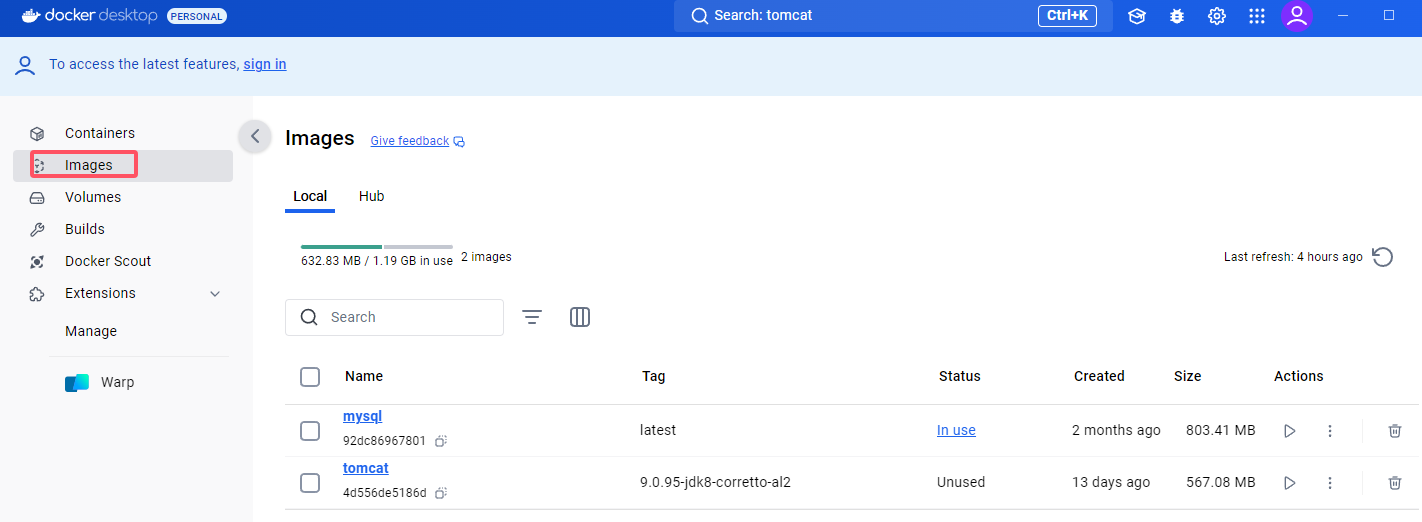 docker desktop PERSONAL Search: tomcat Ctrl+K
To access the latest features, sign in
Containers
Images
Volumes
Builds
Docker Scout
Extensions
Manage
Warp
Images Give feedback
Local Hub
632.83 MB / 1.19 GB in use 2 images Last refresh: 4 hours ago
Search
Name Tag Status Created Size Actions
mysql
92dc86967801 latest In use 2 months ago 803.41 MB
tomcat
4d556de5186d 9.0.95-jdk8-corretto-al2 Unused 13 days ago 567.08 MB